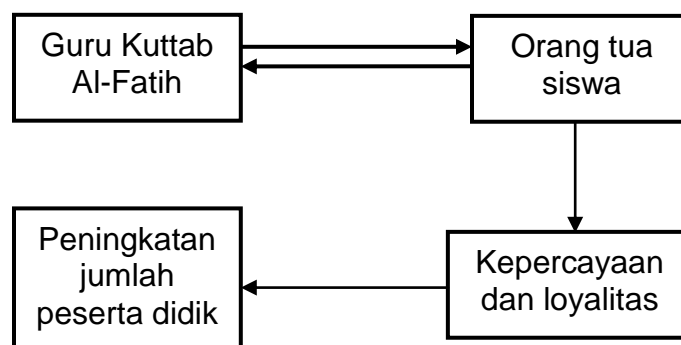 Guru Kuttab
Al-Fatih
Orang tua
siswa
Peningkatan
jumlah
peserta didik
Kepercayaan
dan loyalitas